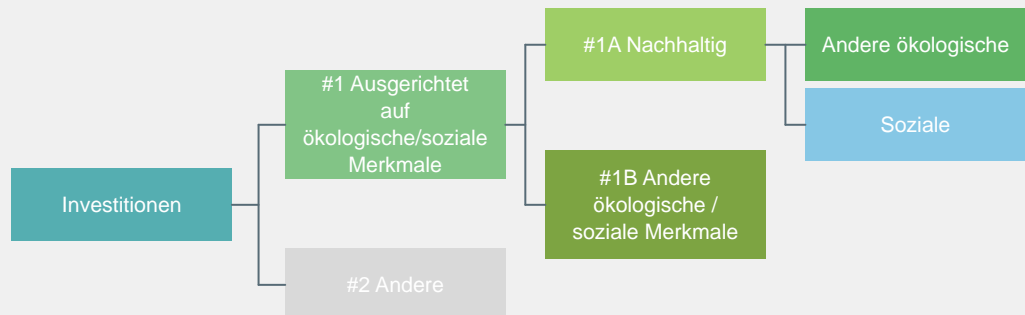 #1A Nachhaltig
Andere ökologische
#1 Ausgerichtet
auf
ökologische/soziale
Merkmale
Soziale
#1B Andere
ökologische /
soziale Merkmale
Investitionen
#2 Andere